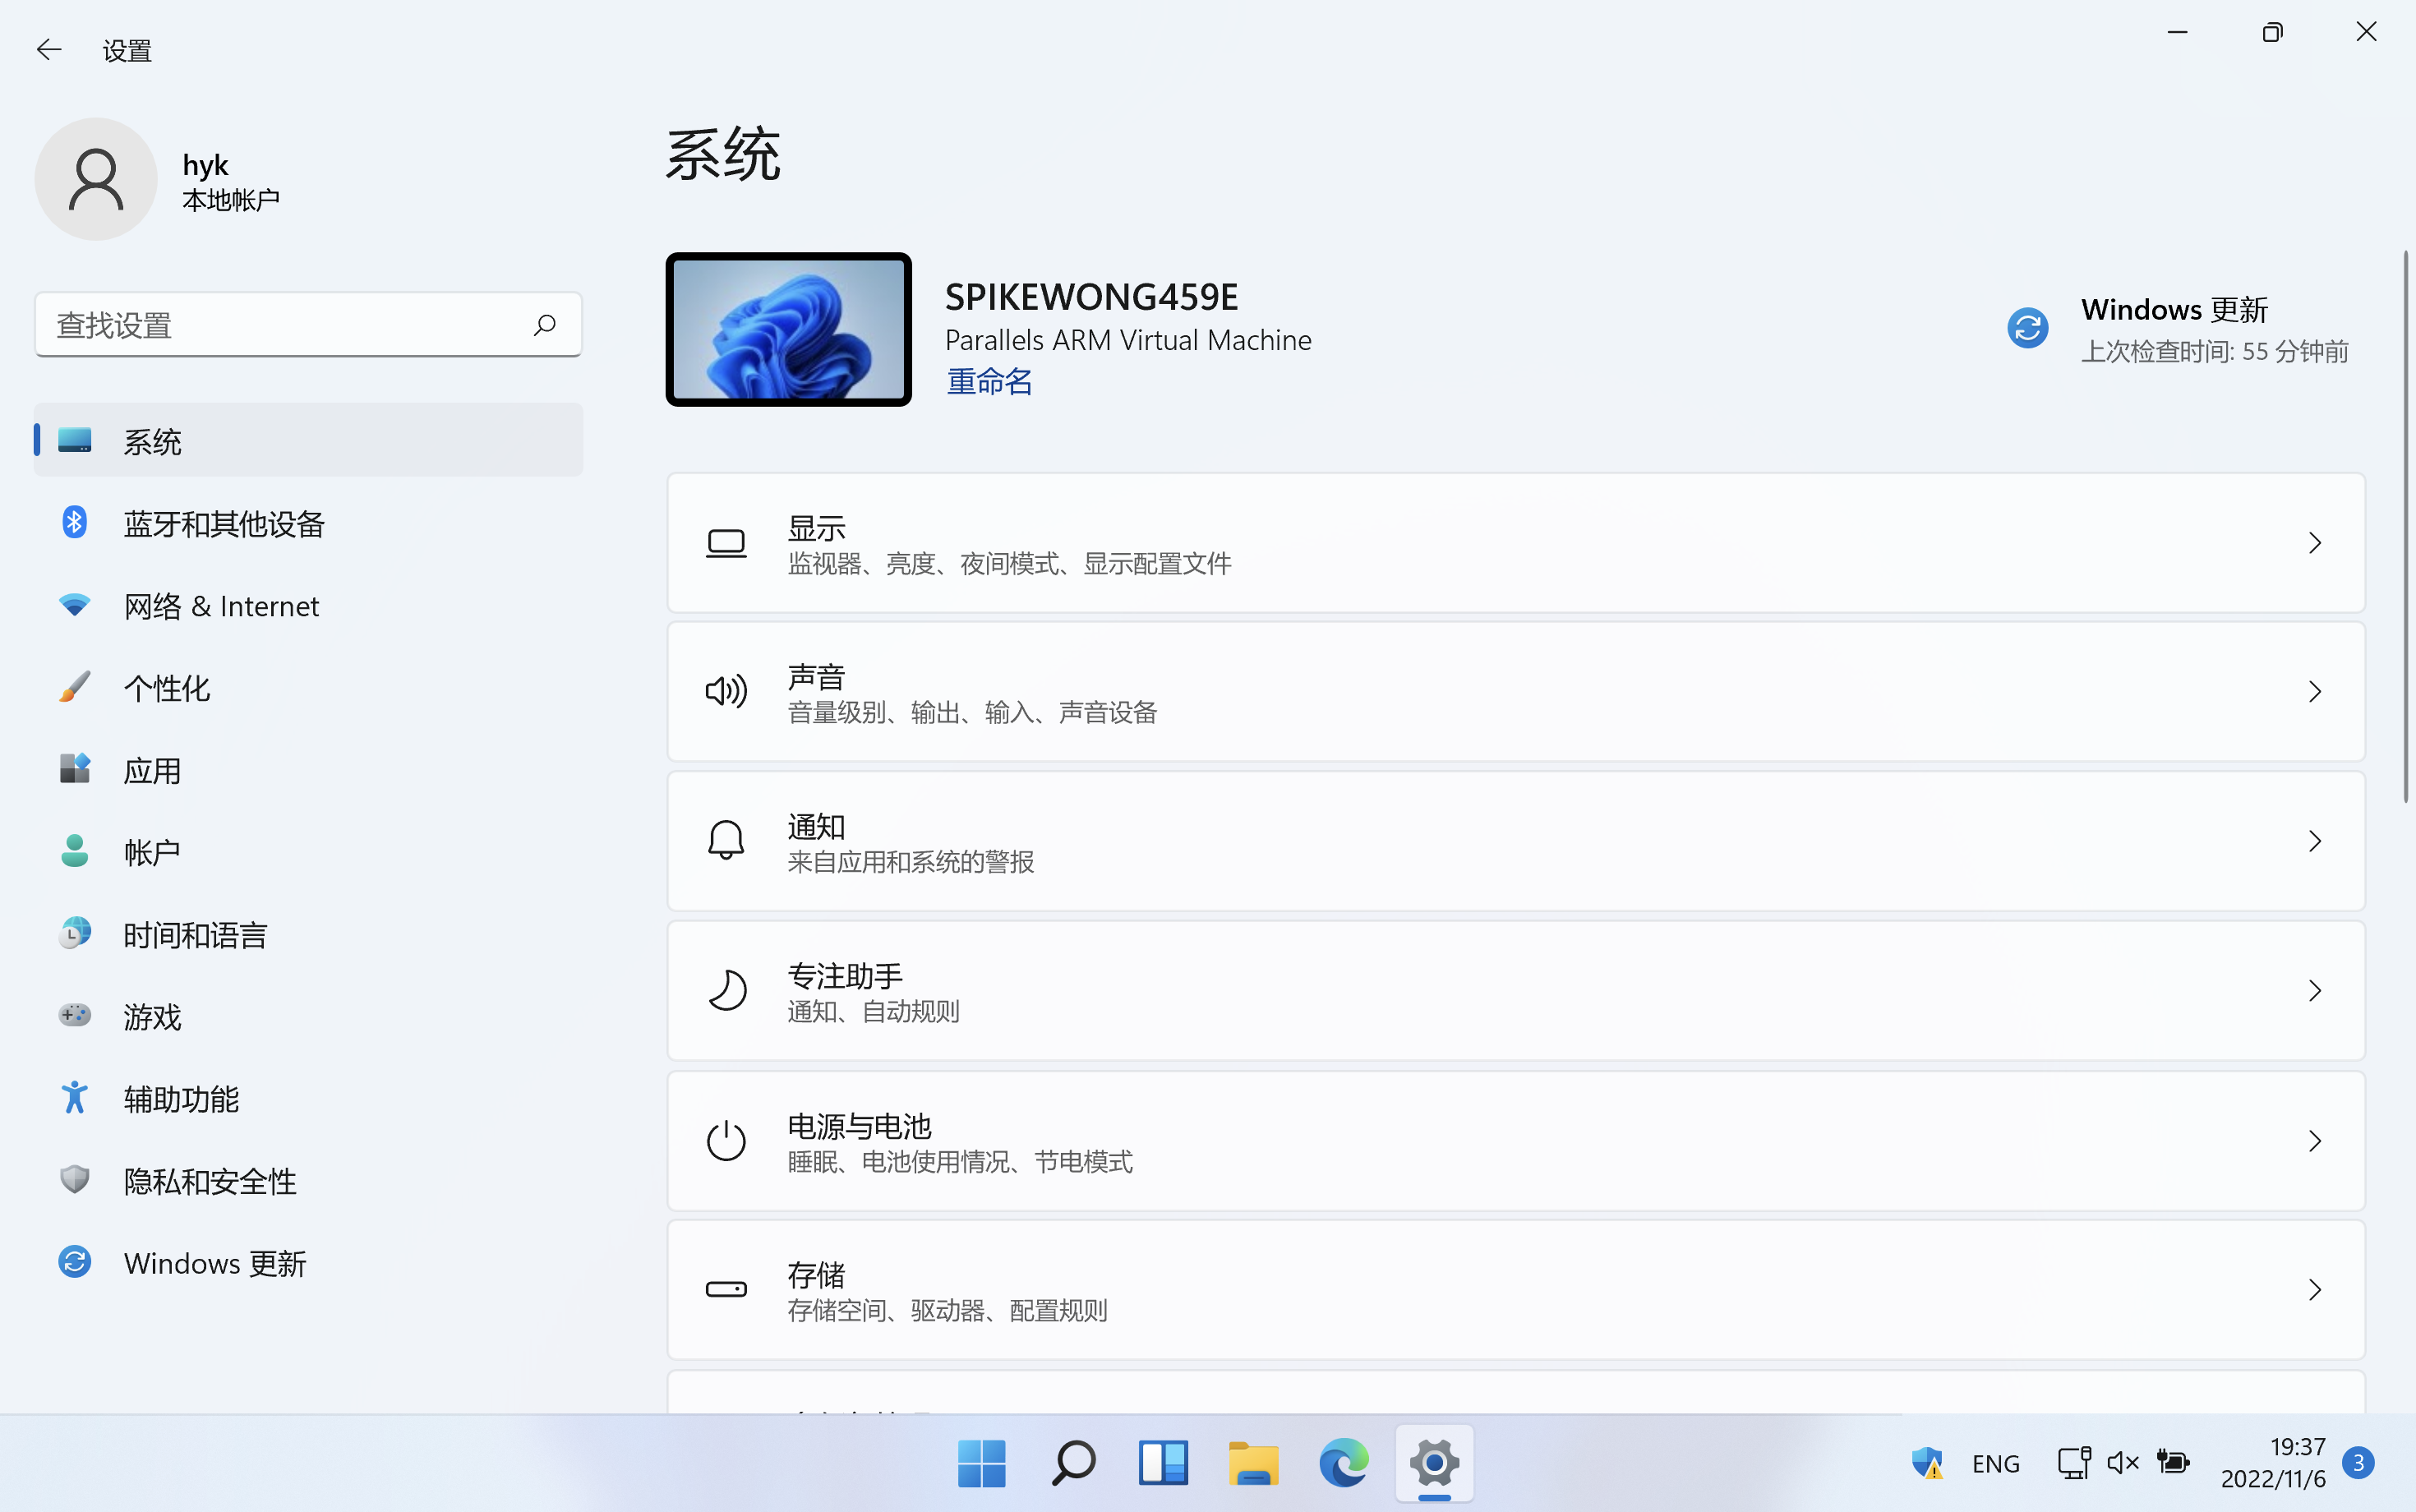 设置
hyk
本地帐户
查找设置
系统
蓝牙和其他设备
网络 & Internet
个性化
应用
帐户
时间和语言
游戏
辅助功能
隐私和安全性
Windows 更新
系统
SPIKEWONG459E
Parallels ARM Virtual Machine
重命名
Windows 更新
上次检查时间: 55 分钟前
显示
监视器、亮度、夜间模式、显示配置文件
声音
音量级别、输出、输入、声音设备
通知
来自应用和系统的警报
专注助手
通知、自动规则
电源与电池
睡眠、电池使用情况、节电模式
存储
存储空间、驱动器、配置规则
ENG
19:37
2022/11/6
3